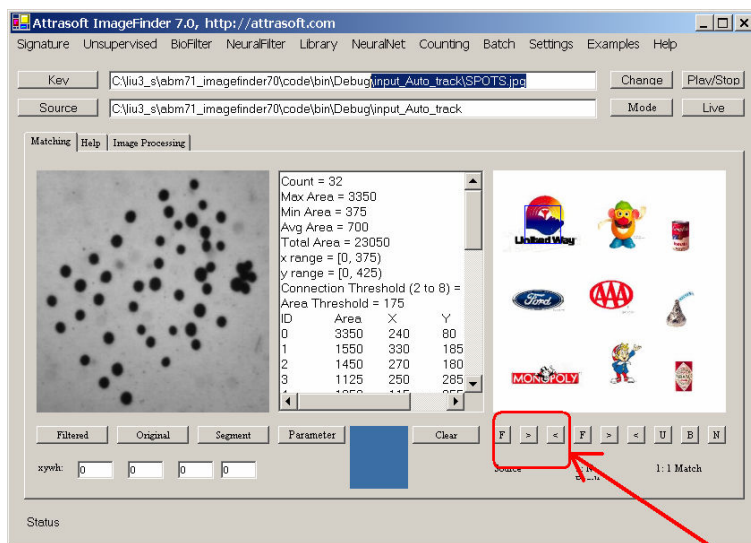 Attrasoft ImageFinder 7.0, http://attrasoft.com
Signature Unsupervised BioFilter NeuralFilter Library NeuralNet Counting Batch Settings Examples Help
Key C:\liu3_s\abm71_imagefinder70\code\bin\Debug\input_Auto_track\SPOTS.jpg Change Play/Stop
Source C:\liu3_s\abm71_imagefinder70\code\bin\Debug\input_Auto_track Mode Live
Matching Help Image Processing
Count = 32
Max Area = 3350
Min Area = 375
Avg Area = 700
Total Area = 23050
x range = [0, 375)
y range = [0, 425)
Connection Threshold (2 to 8) =
Area Threshold = 175
ID Area X Y
0 3350 240 80
1 1550 330 185
2 1450 270 180
3 1125 250 285
United Way
Ford
AAA
MONOPOLY
Filtered Original Segment Parameter Clear F > < F > < U B N
xywh: 0 0 0 0
Source 1: 1 Match
Status